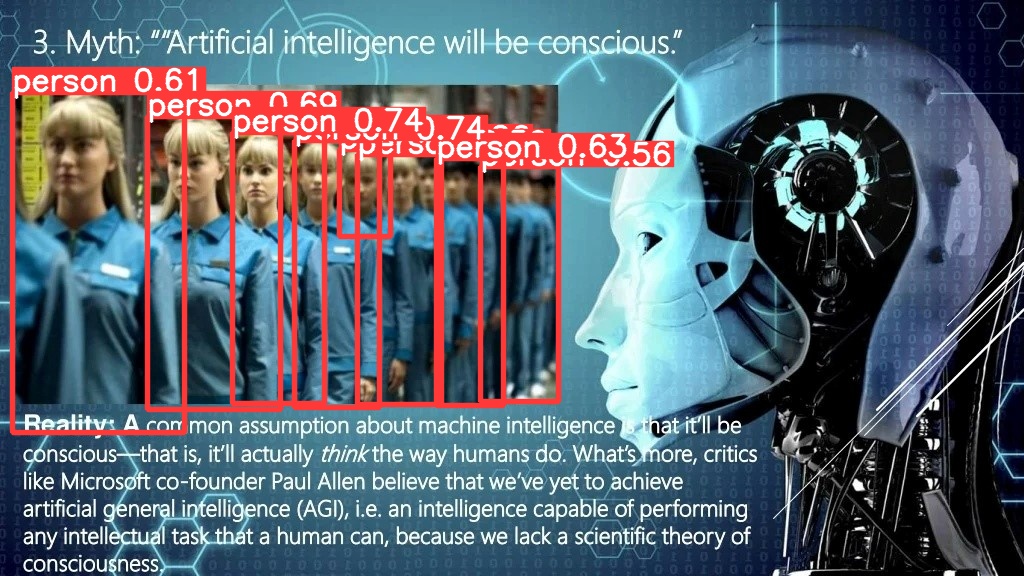 3. Myth: ““Artificial intelligence will be conscious.”
person 0.61
person 0.69
person 0.74
0.74
person 0.63
0.56
Reality: A common assumption about machine intelligence is that it’ll be
conscious—that is, it’ll actually think the way humans do. What’s more, critics
like Microsoft co-founder Paul Allen believe that we’ve yet to achieve
artificial general intelligence (AGI), i.e. an intelligence capable of performing
any intellectual task that a human can, because we lack a scientific theory of
consciousness.